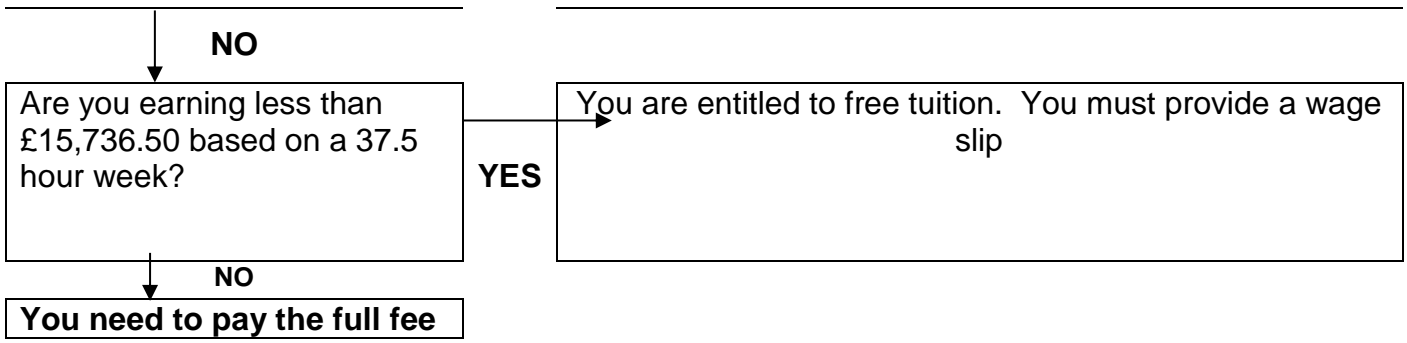 NO
Are you earning less than
£15,736.50 based on a 37.5
hour week?
YES
You are entitled to free tuition. You must provide a wage
slip
NO
You need to pay the full fee